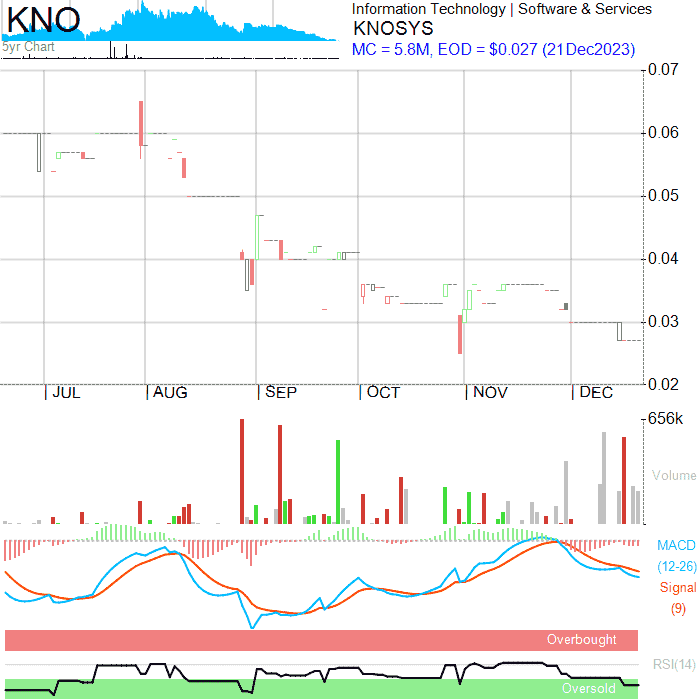 KNO
Information Technology | Software & Services
KNOSYS
5yr Chart
MC = 5.8M, EOD = $0.027 (21Dec2023)
0.07
0.06
0.05
0.04
0.03
0.02
JUL AUG SEP OCT NOV DEC
656k
Volume
MACD
(12-26)
Signal
(9)
Overbought
RSI(14)
Oversold